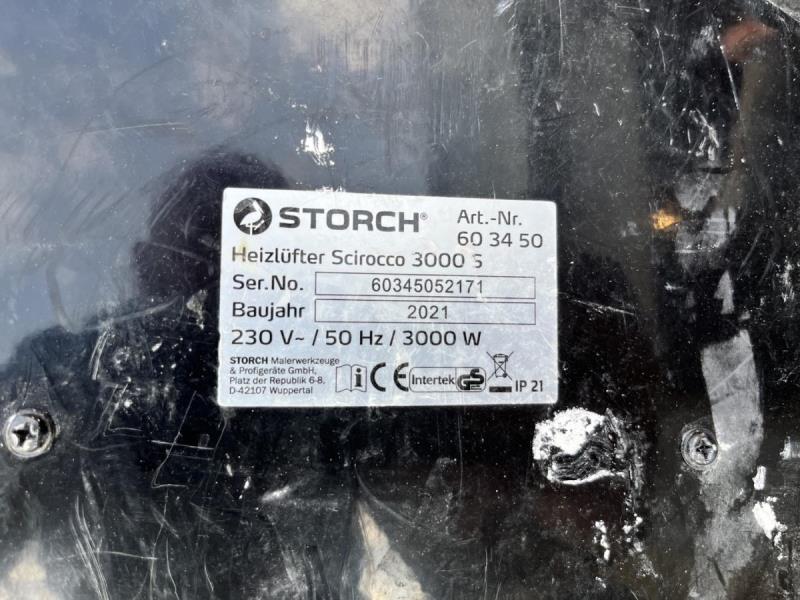 STORCH® Art.-Nr.
60 34 50
Heizlüfter Scirocco 3000 S
Ser.No. 60345052171
Baujahr 2021
230 V~ / 50 Hz / 3000 W
STORCH Malerwerkzeuge
& Profigeräte GmbH,
Platz der Republik 6-8,
D-42107 Wuppertal
i CE Intertek GS IP 21